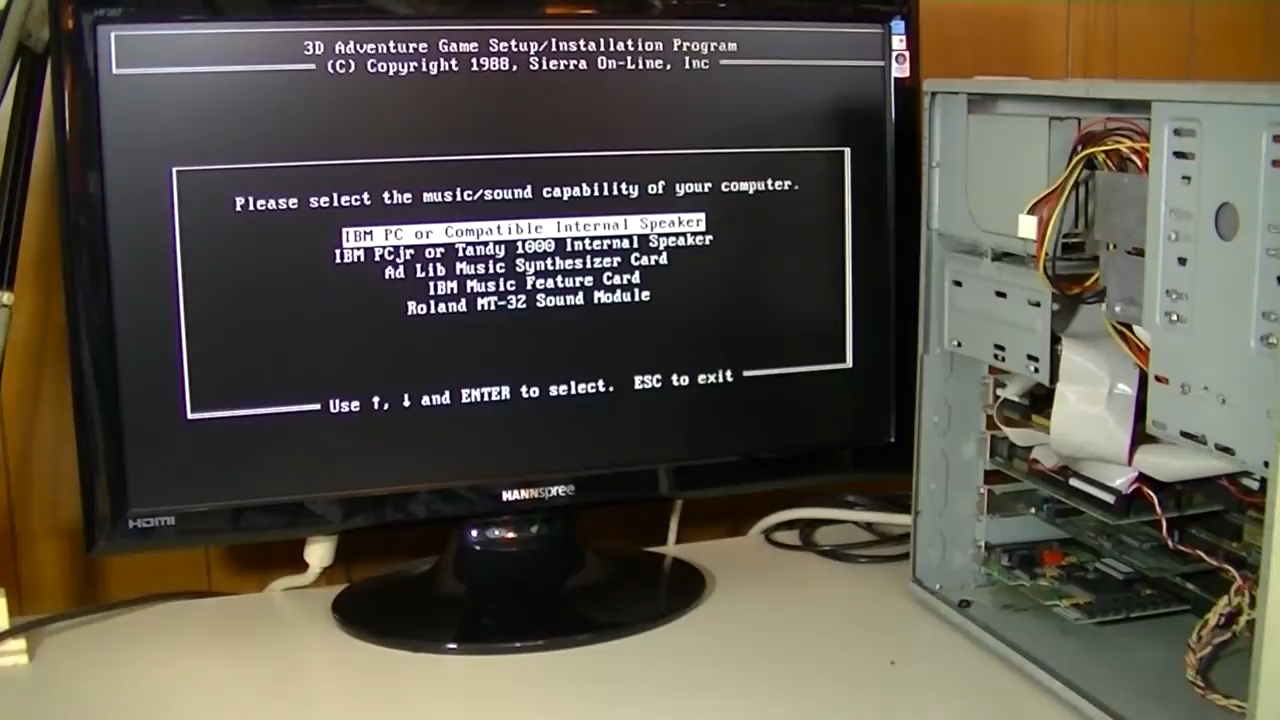 HF257
3D Adventure Game Setup/Installation Program
(C) Copyright 1988, Sierra On-Line, Inc
Please select the music/sound capability of your computer.
IBM PC or Compatible Internal Speaker
IBM PCjr or Tandy 1000 Internal Speaker
Ad Lib Music Synthesizer Card
IBM Music Feature Card
Roland MT-32 Sound Module
Use ↑, ↓ and ENTER to select. ESC to exit
HANNspree
HDMI